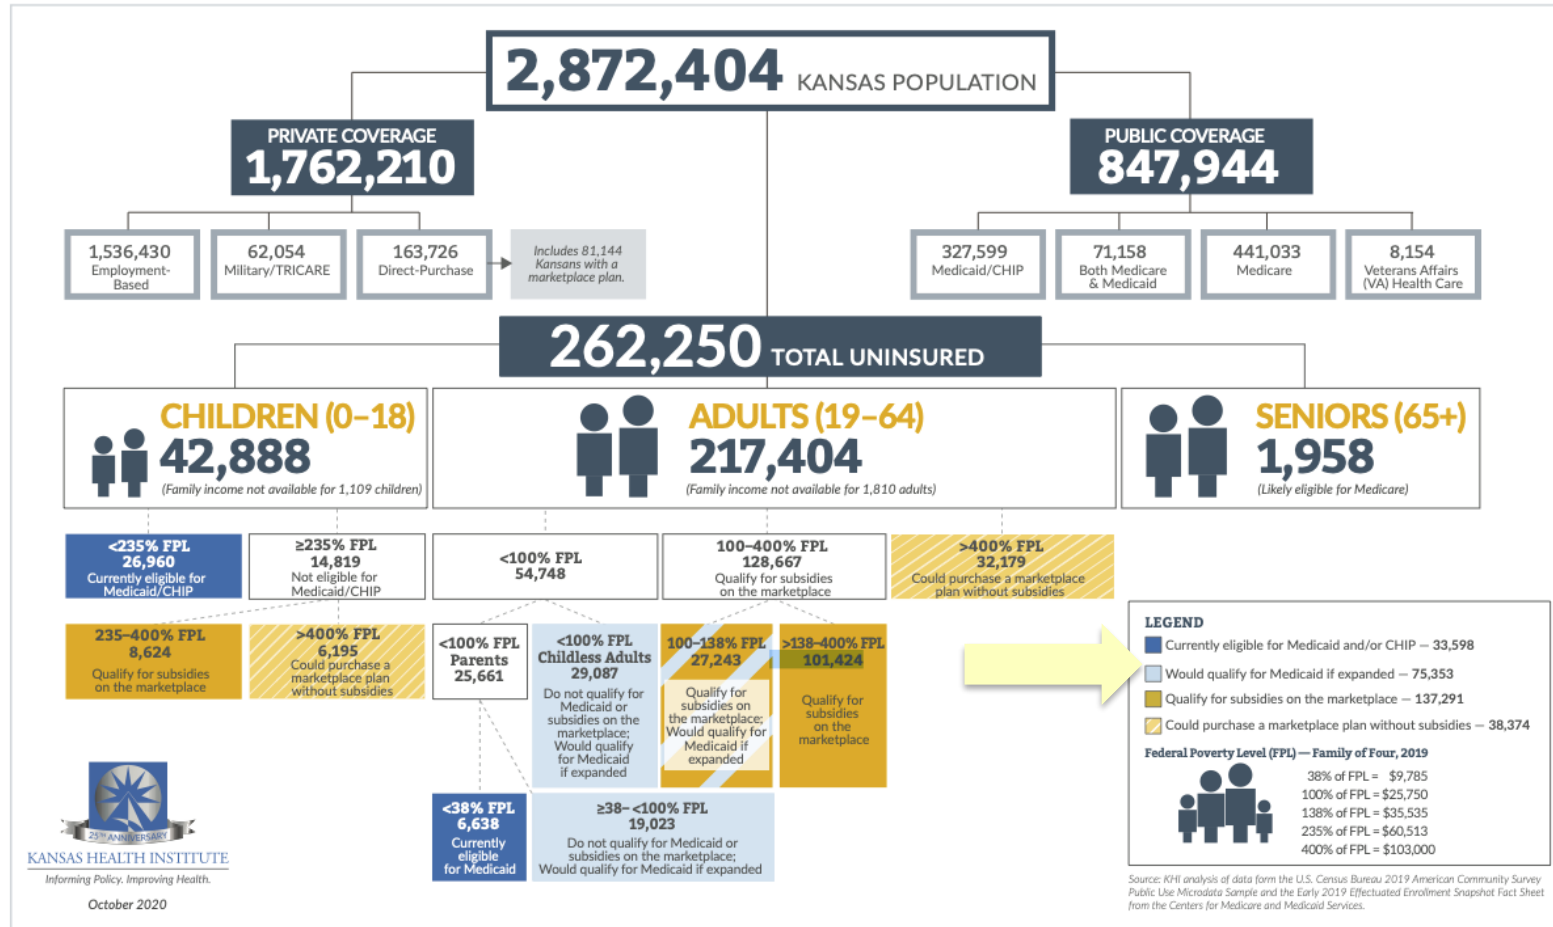 2,872,404 KANSAS POPULATION
PRIVATE COVERAGE
1,762,210
PUBLIC COVERAGE
847,944
1,536,430
Employment-
Based
62,054
Military/TRICARE
163,726
Direct-Purchase
Includes 81,144
Kansans with a
marketplace plan.
327,599
Medicaid/CHIP
71,158
Both Medicare
& Medicaid
441,033
Medicare
8,154
Veterans Affairs
(VA) Health Care
262,250 TOTAL UNINSURED
CHILDREN (0–18)
42,888
(Family income not available for 1,109 children)
ADULTS (19–64)
217,404
(Family income not available for 1,810 adults)
SENIORS (65+)
1,958
(Likely eligible for Medicare)
<235% FPL
26,960
Currently eligible for
Medicaid/CHIP
≥235% FPL
14,819
Not eligible for
Medicaid/CHIP
<100% FPL
54,748
100–400% FPL
128,667
Qualify for subsidies
on the marketplace
>400% FPL
32,179
Could purchase a marketplace
plan without subsidies
235–400% FPL
8,624
Qualify for subsidies
on the marketplace
>400% FPL
6,195
Could purchase a
marketplace plan
without subsidies
<100% FPL
Parents
25,661
<100% FPL
Childless Adults
29,087
Do not qualify for
Medicaid or
subsidies on the
marketplace;
Would qualify
for Medicaid
if expanded
100–138% FPL
27,243
Qualify for
subsidies on
the marketplace;
Would qualify for
Medicaid if
expanded
>138–400% FPL
101,424
Qualify for
subsidies
on the
marketplace
<38% FPL
6,638
Currently
eligible
for Medicaid
≥38– <100% FPL
19,023
Do not qualify for Medicaid or
subsidies on the marketplace;
Would qualify for Medicaid if expanded
LEGEND
Currently eligible for Medicaid and/or CHIP — 33,598
Would qualify for Medicaid if expanded — 75,353
Qualify for subsidies on the marketplace — 137,291
Could purchase a marketplace plan without subsidies — 38,374
Federal Poverty Level (FPL) — Family of Four, 2019
38% of FPL = $9,785
100% of FPL = $25,750
138% of FPL = $35,535
235% of FPL = $60,513
400% of FPL = $103,000
25TH ANNIVERSARY
KANSAS HEALTH INSTITUTE
Informing Policy. Improving Health.
October 2020
Source: KHI analysis of data form the U.S. Census Bureau 2019 American Community Survey
Public Use Microdata Sample and the Early 2019 Effectuated Enrollment Snapshot Fact Sheet
from the Centers for Medicare and Medicaid Services.